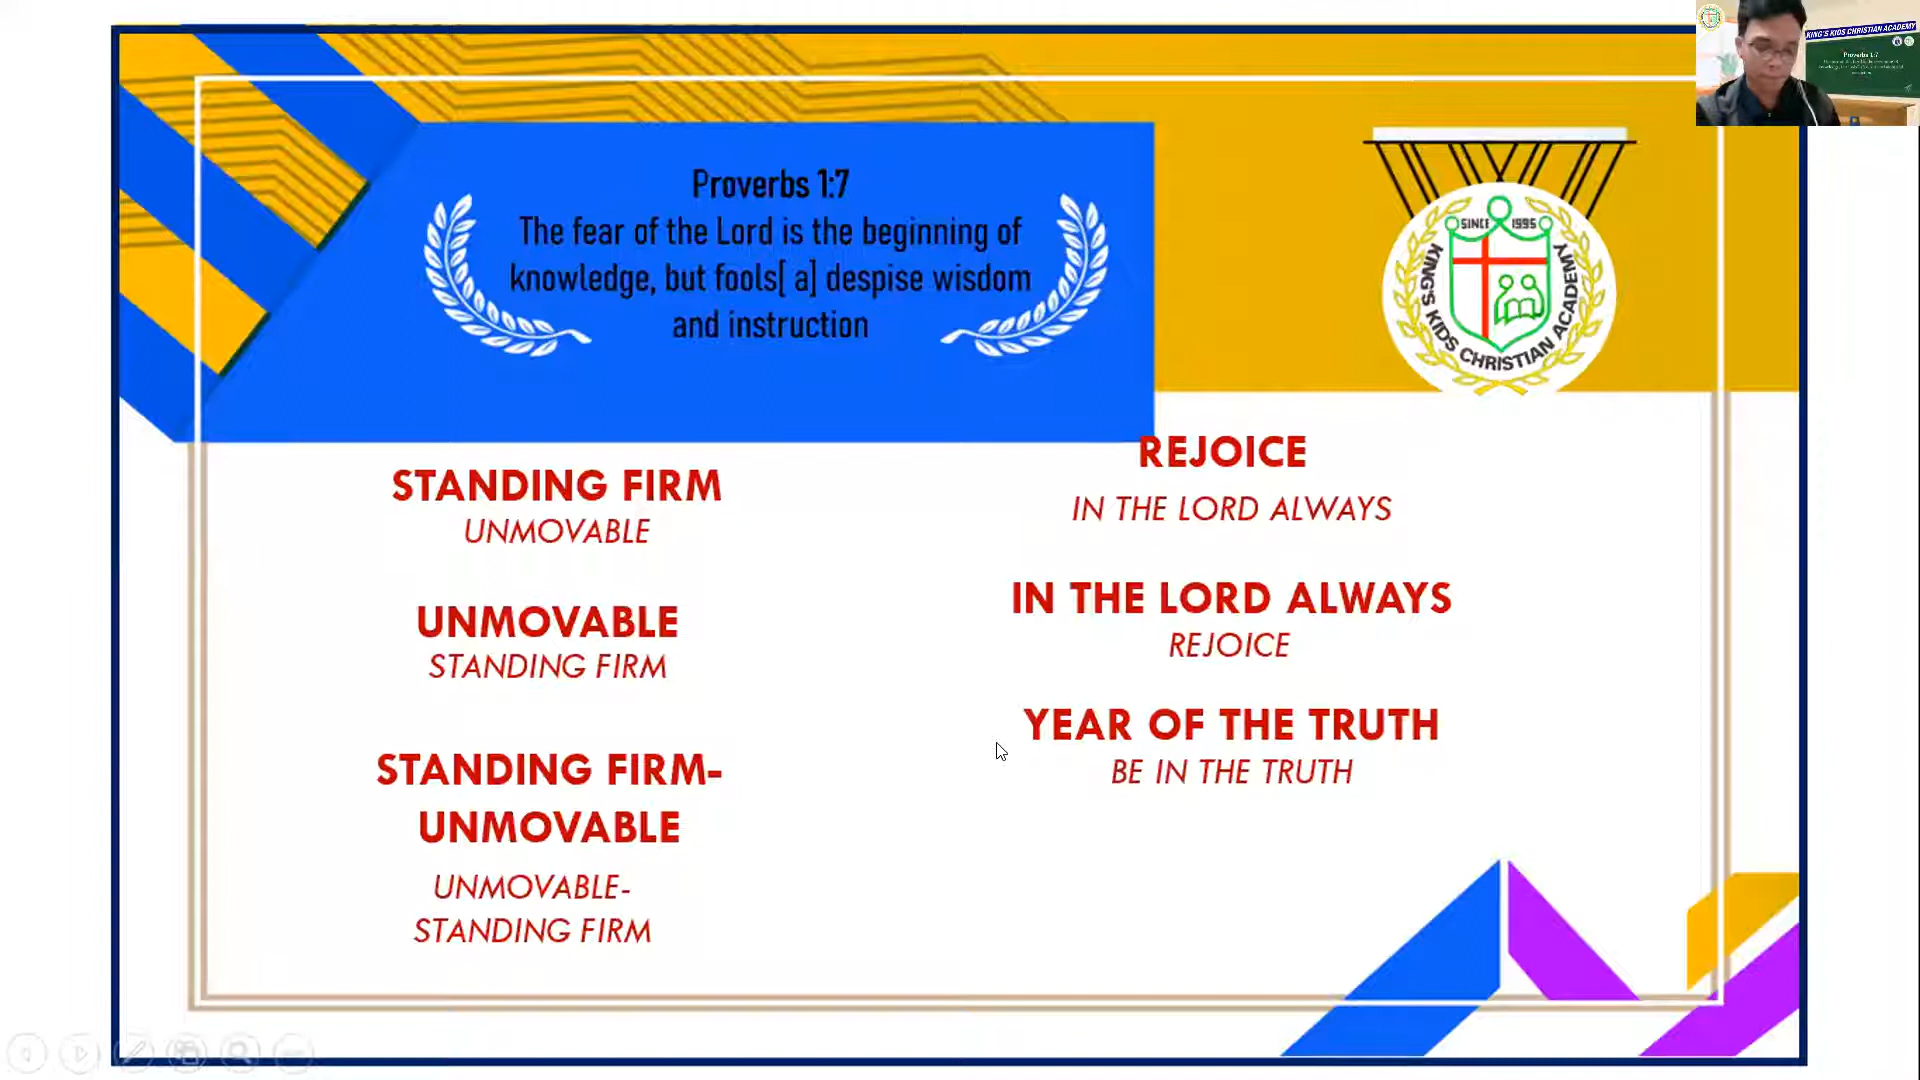 Proverbs 1:7
The fear of the Lord is the beginning of
knowledge, but fools[ a] despise wisdom
and instruction
SINCE 1995
KING'S KIDS CHRISTIAN ACADEMY
KING'S KIDS CHRISTIAN ACADEMY
Proverbs 1:7
STANDING FIRM
UNMOVABLE
UNMOVABLE
STANDING FIRM
STANDING FIRM-
UNMOVABLE
UNMOVABLE-
STANDING FIRM
REJOICE
IN THE LORD ALWAYS
IN THE LORD ALWAYS
REJOICE
YEAR OF THE TRUTH
BE IN THE TRUTH